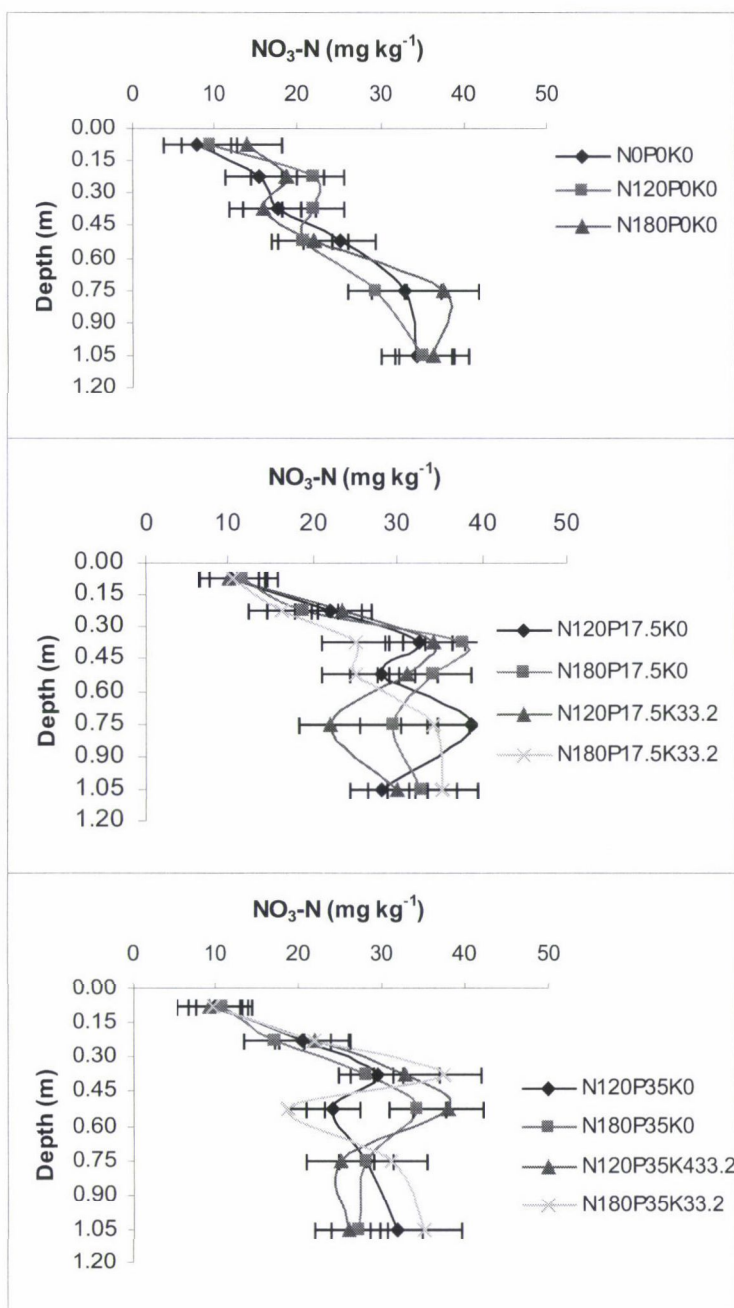 NO₃-N (mg kg⁻¹)
0 10 20 30 40 50
0.00
0.15
0.30
0.45
0.60
0.75
0.90
1.05
1.20
Depth (m)
N0P0K0
N120P0K0
N180P0K0
NO₃-N (mg kg⁻¹)
0 10 20 30 40 50
0.00
0.15
0.30
0.45
0.60
0.75
0.90
1.05
1.20
Depth (m)
N120P17.5K0
N180P17.5K0
N120P17.5K33.2
N180P17.5K33.2
NO₃-N (mg kg⁻¹)
0 10 20 30 40 50
0.00
0.15
0.30
0.45
0.60
0.75
0.90
1.05
1.20
Depth (m)
N120P35K0
N180P35K0
N120P35K433.2
N180P35K33.2